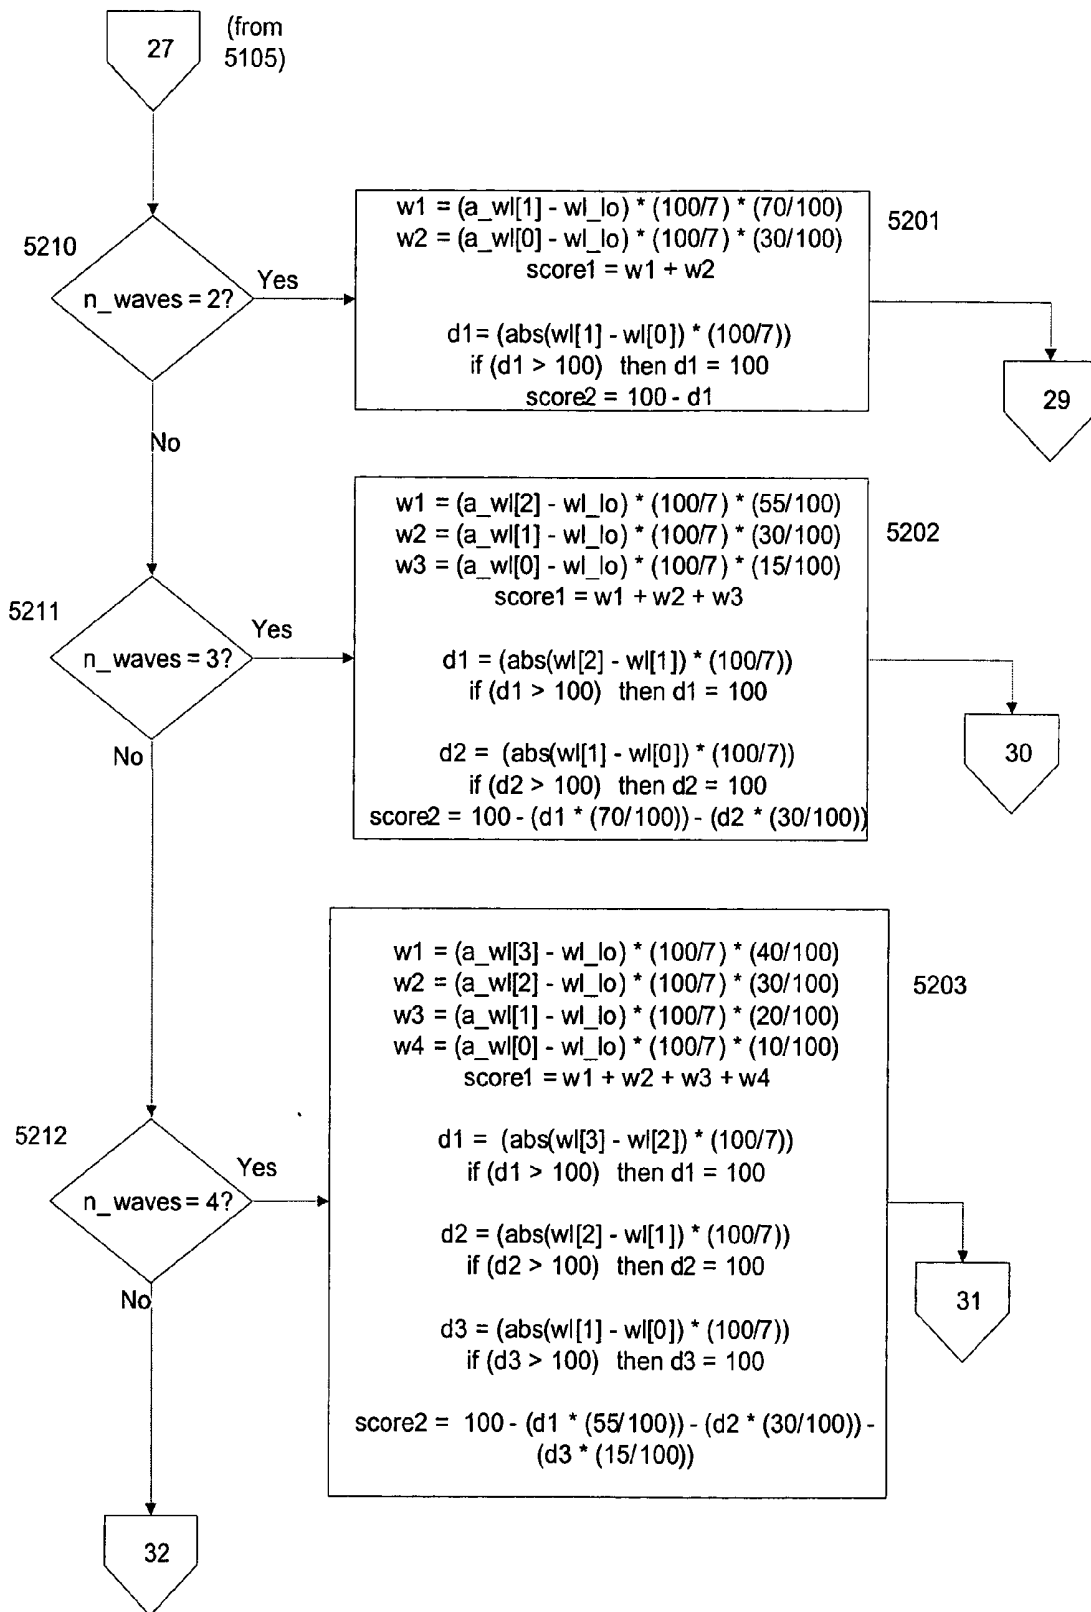 27
(from
5105)
5210
n_waves = 2?
Yes
No
w1 = (a_wl[1] - wl_lo) * (100/7) * (70/100)
w2 = (a_wl[0] - wl_lo) * (100/7) * (30/100)
score1 = w1 + w2
d1= (abs(wl[1] - wl[0]) * (100/7))
if (d1 > 100) then d1 = 100
score2 = 100 - d1
5201
29
5211
n_waves = 3?
Yes
No
w1 = (a_wl[2] - wl_lo) * (100/7) * (55/100)
w2 = (a_wl[1] - wl_lo) * (100/7) * (30/100)
w3 = (a_wl[0] - wl_lo) * (100/7) * (15/100)
score1 = w1 + w2 + w3
d1 = (abs(wl[2] - wl[1]) * (100/7))
if (d1 > 100) then d1 = 100
d2 = (abs(wl[1] - wl[0]) * (100/7))
if (d2 > 100) then d2 = 100
score2 = 100 - (d1 * (70/100)) - (d2 * (30/100))
5202
30
5212
n_waves = 4?
Yes
No
w1 = (a_wl[3] - wl_lo) * (100/7) * (40/100)
w2 = (a_wl[2] - wl_lo) * (100/7) * (30/100)
w3 = (a_wl[1] - wl_lo) * (100/7) * (20/100)
w4 = (a_wl[0] - wl_lo) * (100/7) * (10/100)
score1 = w1 + w2 + w3 + w4
d1 = (abs(wl[3] - wl[2]) * (100/7))
if (d1 > 100) then d1 = 100
d2 = (abs(wl[2] - wl[1]) * (100/7))
if (d2 > 100) then d2 = 100
d3 = (abs(wl[1] - wl[0]) * (100/7))
if (d3 > 100) then d3 = 100
score2 = 100 - (d1 * (55/100)) - (d2 * (30/100)) -
(d3 * (15/100))
5203
31
32